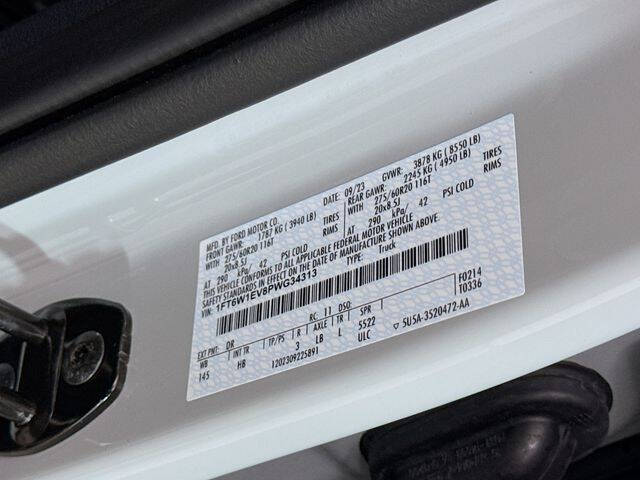 MFD. BY FORD MOTOR CO. DATE: 09/23 GVWR: 3878 KG ( 8550 LB)
FRONT GAWR: 1787 KG ( 3940 LB) REAR GAWR: 2245 KG ( 4950 LB)
275/60R20 116T TIRES WITH 275/60R20 116T TIRES
20x8.5J RIMS 20x8.5J RIMS
AT 290 kPa/ 42 PSI COLD AT 290 kPa/ 42 PSI COLD
THIS VEHICLE CONFORMS TO ALL APPLICABLE FEDERAL MOTOR VEHICLE
SAFETY STANDARDS IN EFFECT ON THE DATE OF MANUFACTURE SHOWN ABOVE.
1FT6W1EV8PWG34313 TYPE: Truck
F0214
T0336
EXT PNT: DR RC: 11 DSO:
WB INT TR TP/PS R AXLE TR SPR
145 HB 3 LB L 5522
ULC
1202309225891
5U5A-3520472-AA